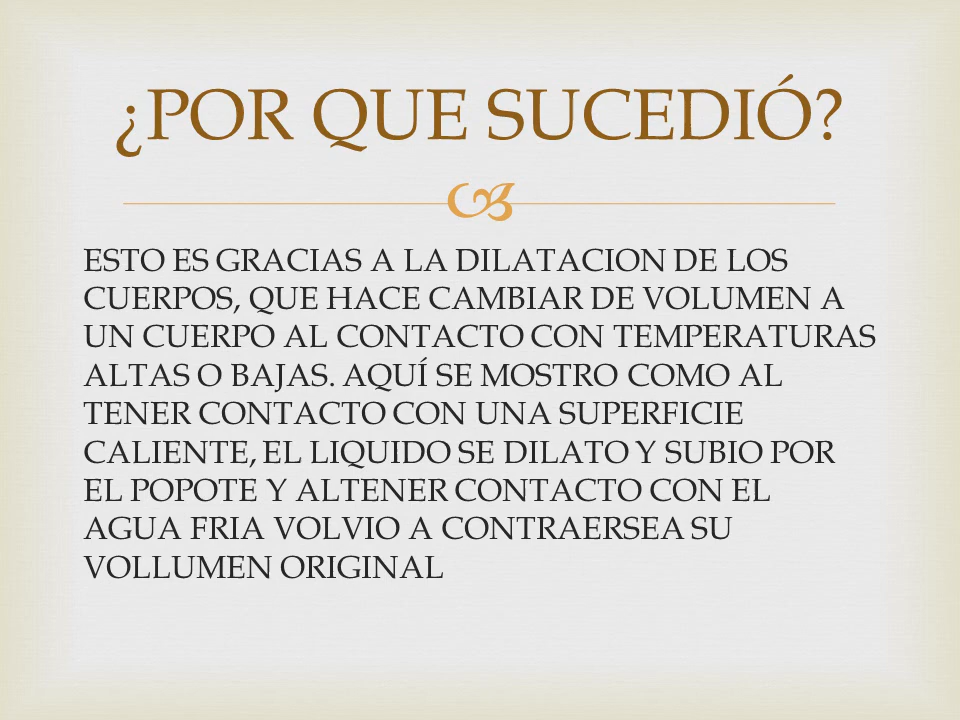 ¿POR QUE SUCEDIÓ?
ESTO ES GRACIAS A LA DILATACION DE LOS
CUERPOS, QUE HACE CAMBIAR DE VOLUMEN A
UN CUERPO AL CONTACTO CON TEMPERATURAS
ALTAS O BAJAS. AQUÍ SE MOSTRO COMO AL
TENER CONTACTO CON UNA SUPERFICIE
CALIENTE, EL LIQUIDO SE DILATO Y SUBIO POR
EL POPOTE Y ALTENER CONTACTO CON EL
AGUA FRIA VOLVIO A CONTRAERSEA SU
VOLLUMEN ORIGINAL